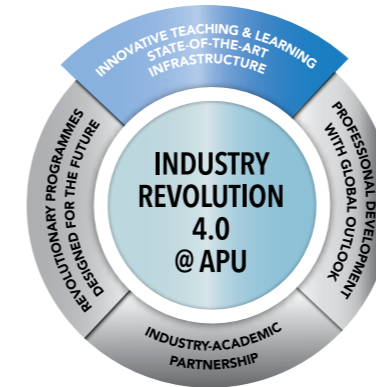 INNOVATIVE TEACHING & LEARNING
STATE-OF-THE-ART
INFRASTRUCTURE
PROFESSIONAL DEVELOPMENT
WITH GLOBAL OUTLOOK
INDUSTRY
REVOLUTION
4.0
@ APU
REVOLUTIONARY PROGRAMMES
DESIGNED FOR THE FUTURE
INDUSTRY-ACADEMIC
PARTNERSHIP